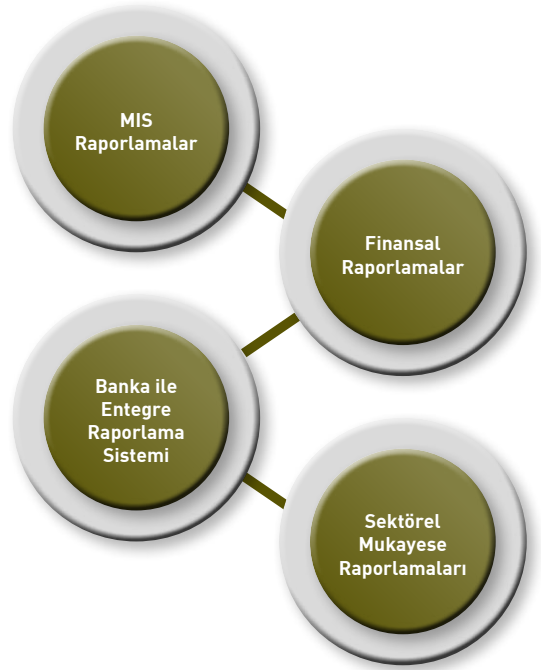 MIS
Raporlamalar
Finansal
Raporlamalar
Banka ile
Entegre
Raporlama
Sistemi
Sektörel
Mukayese
Raporlamaları